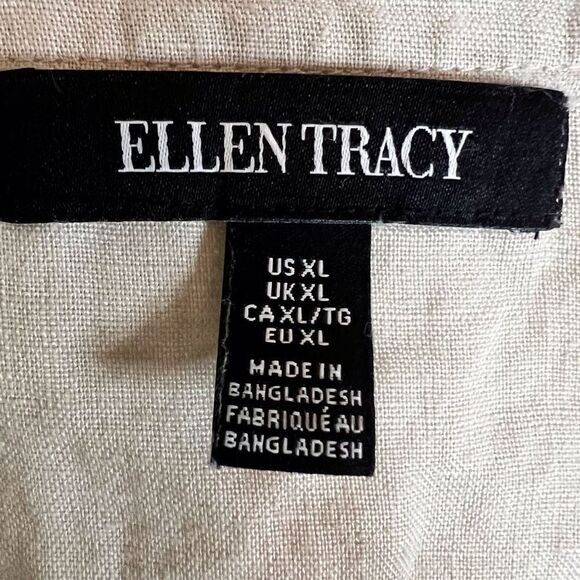 ELLEN TRACY
US XL
UK XL
CA XL/TG
EU XL
MADE IN
BANGLADESH
FABRIQUÉ AU
BANGLADESH